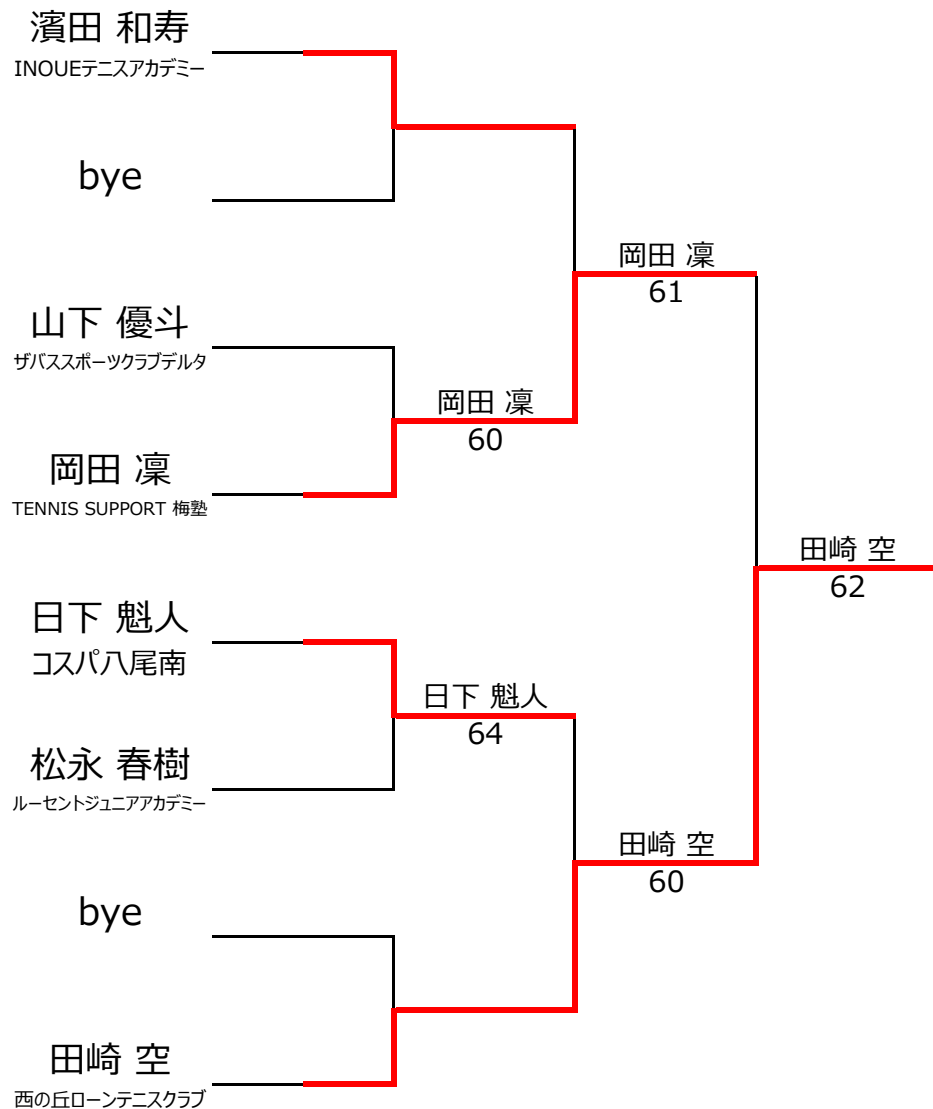 濱田 和寿
INOUEテニスアカデミー
bye
山下 優斗
ザバススポーツクラブデルタ
岡田 凜
TENNIS SUPPORT 梅塾
日下 魁人
コスパ八尾南
松永 春樹
ルーセントジュニアアカデミー
bye
田崎 空
西の丘ローンテニスクラブ
岡田 凜
60
日下 魁人
64
岡田 凜
61
田崎 空
60
田崎 空
62